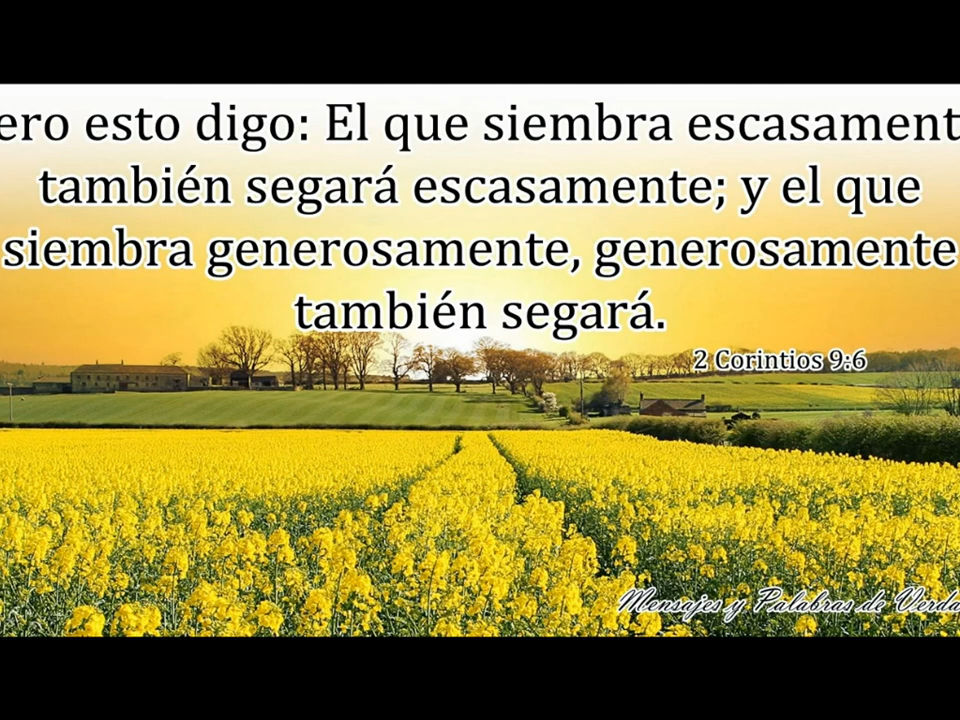 ero esto digo: El que siembra escasament
también segará escasamente; y el que
siembra generosamente, generosamente
también segará.
2 Corintios 9:6
Mensajes y Palabras de Verda